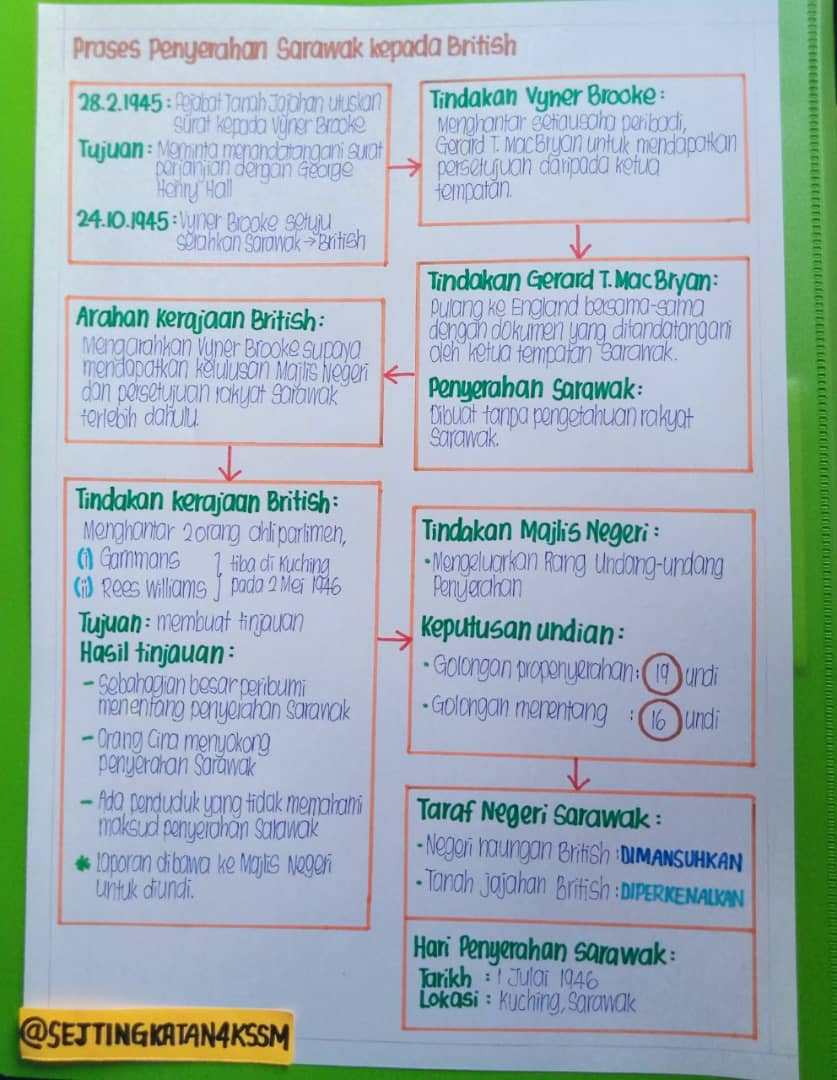 Proses Penyerahan Sarawak kepada British
28.2.1945 : Pejabat Tanah Jajahan utuskan
surat kepada Vyner Brooke
Tujuan : Meminta menandatangani surat
perjanjian dengan George
Henry Hall
24.10.1945 : Vyner Brooke setuju
serahkan Sarawak → British
Tindakan Vyner Brooke :
Menghantar setiausaha peribadi,
Gerard T. MacBryan untuk mendapatkan
persetujuan daripada ketua
tempatan.
Tindakan Gerard T. MacBryan :
Pulang ke England bersama-sama
dengan dokumen yang ditandatangani
oleh ketua tempatan Sarawak.
Penyerahan Sarawak :
Dibuat tanpa pengetahuan rakyat
Sarawak.
Arahan kerajaan British :
Mengarahkan Vyner Brooke supaya
mendapatkan kelulusan Majlis Negeri
dan persetujuan rakyat Sarawak
terlebih dahulu.
Tindakan kerajaan British :
Menghantar 2 orang ahli parlimen,
(i) Gammans
(ii) Rees Williams
tiba di Kuching
pada 2 Mei 1946
Tujuan : membuat tinjauan
Hasil tinjauan :
- Sebahagian besar peribumi
menentang penyerahan Sarawak
- Orang Cina menyokong
penyerahan Sarawak
- Ada penduduk yang tidak memahami
maksud penyerahan Sarawak
* laporan dibawa ke Majlis Negeri
untuk diundi.
Tindakan Majlis Negeri :
• Mengeluarkan Rang Undang-undang
Penyerahan
Keputusan undian :
• Golongan propenyerahan : 19 undi
• Golongan menentang : 16 undi
Taraf Negeri Sarawak :
• Negeri naungan British : DIMANSUHKAN
• Tanah jajahan British : DIPERKENALKAN
Hari Penyerahan Sarawak :
Tarikh : 1 Julai 1946
Lokasi : Kuching, Sarawak
@SEJTINGKATAN4KSSM